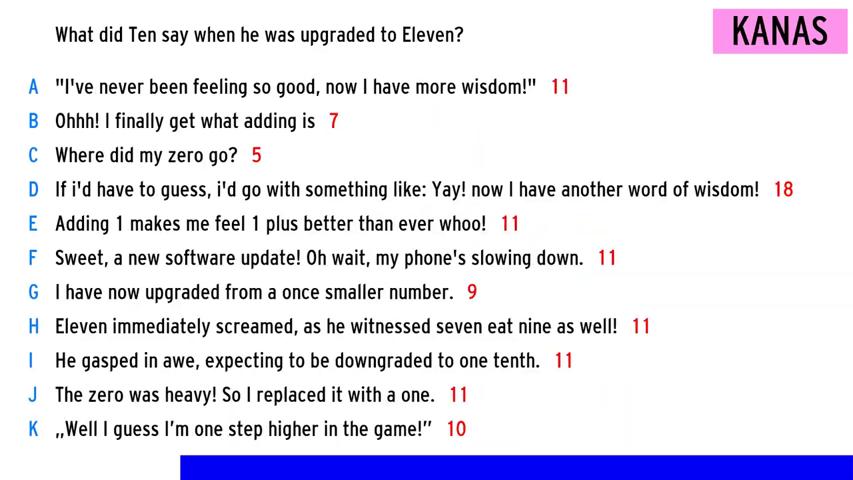 What did Ten say when he was upgraded to Eleven?
KANAS
A "I've never been feeling so good, now I have more wisdom!" 11
B Ohhh! I finally get what adding is 7
C Where did my zero go? 5
D If i'd have to guess, i'd go with something like: Yay! now I have another word of wisdom! 18
E Adding 1 makes me feel 1 plus better than ever whoo! 11
F Sweet, a new software update! Oh wait, my phone's slowing down. 11
G I have now upgraded from a once smaller number. 9
H Eleven immediately screamed, as he witnessed seven eat nine as well! 11
I He gasped in awe, expecting to be downgraded to one tenth. 11
J The zero was heavy! So I replaced it with a one. 11
K „Well I guess I’m one step higher in the game!” 10